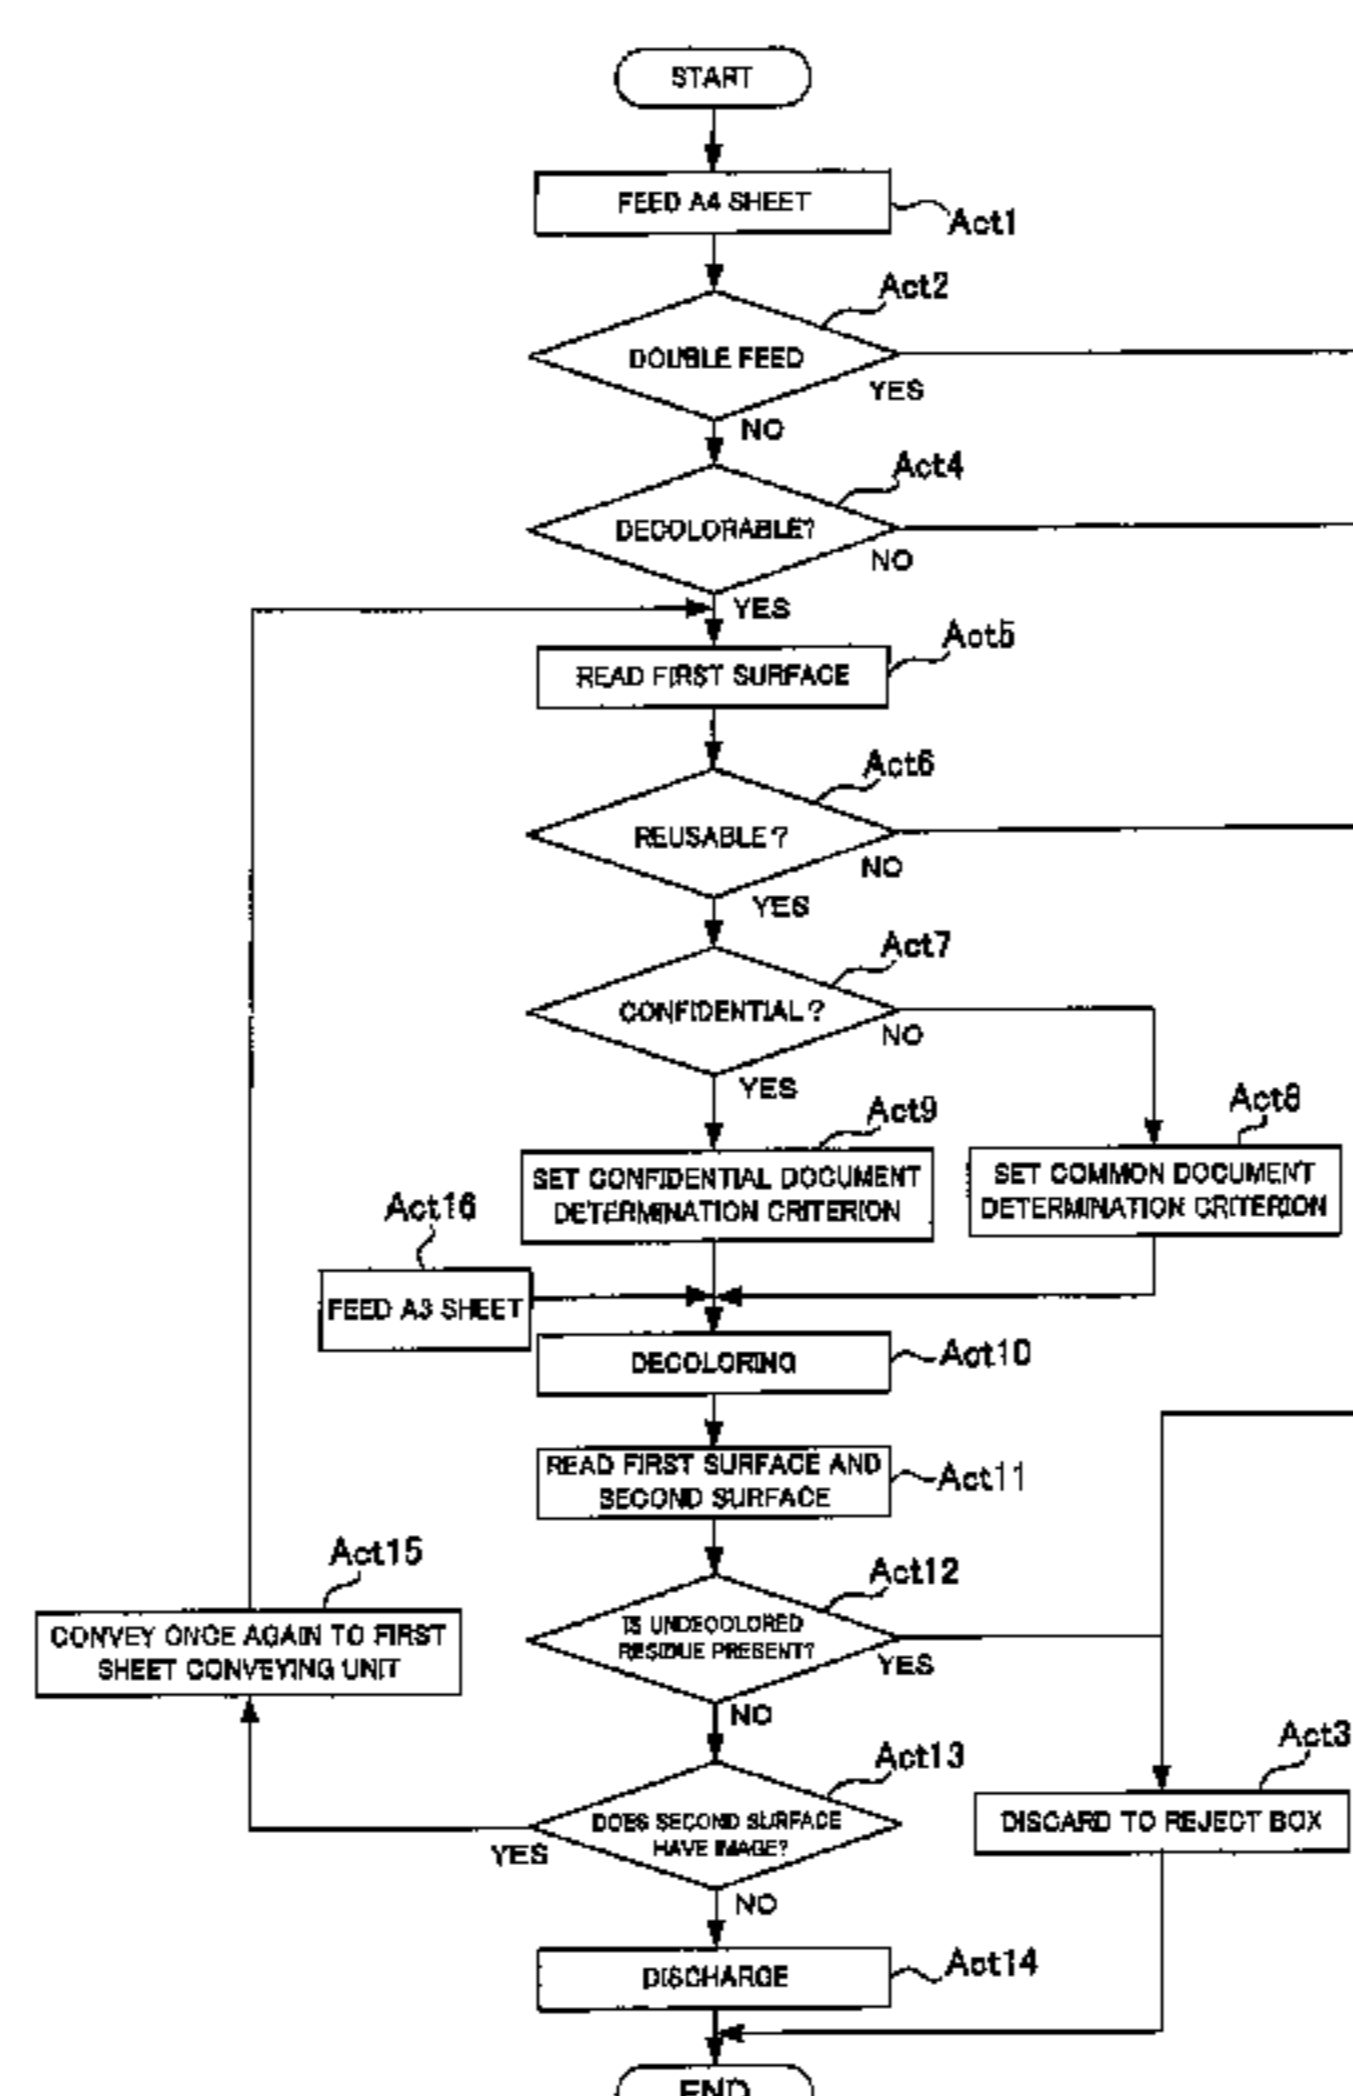 START
FEED A4 SHEET
Act1
Act2
DOUBLE FEED
YES
NO
Act4
DECOLORABLE?
NO
YES
Act5
READ FIRST SURFACE
Act6
REUSABLE?
NO
YES
Act7
CONFIDENTIAL?
NO
YES
Act9
Act8
SET CONFIDENTIAL DOCUMENT
DETERMINATION CRITERION
SET COMMON DOCUMENT
DETERMINATION CRITERION
Act16
FEED A3 SHEET
DECOLORING
Act10
READ FIRST SURFACE AND
SECOND SURFACE
Act11
Act15
CONVEY ONCE AGAIN TO FIRST
SHEET CONVEYING UNIT
Act12
IS UNDECOLORED
RESIDUE PRESENT?
YES
NO
Act13
DOES SECOND SURFACE
HAVE IMAGE?
YES
NO
Act3
DISCARD TO REJECT BOX
DISCHARGE
Act14
END